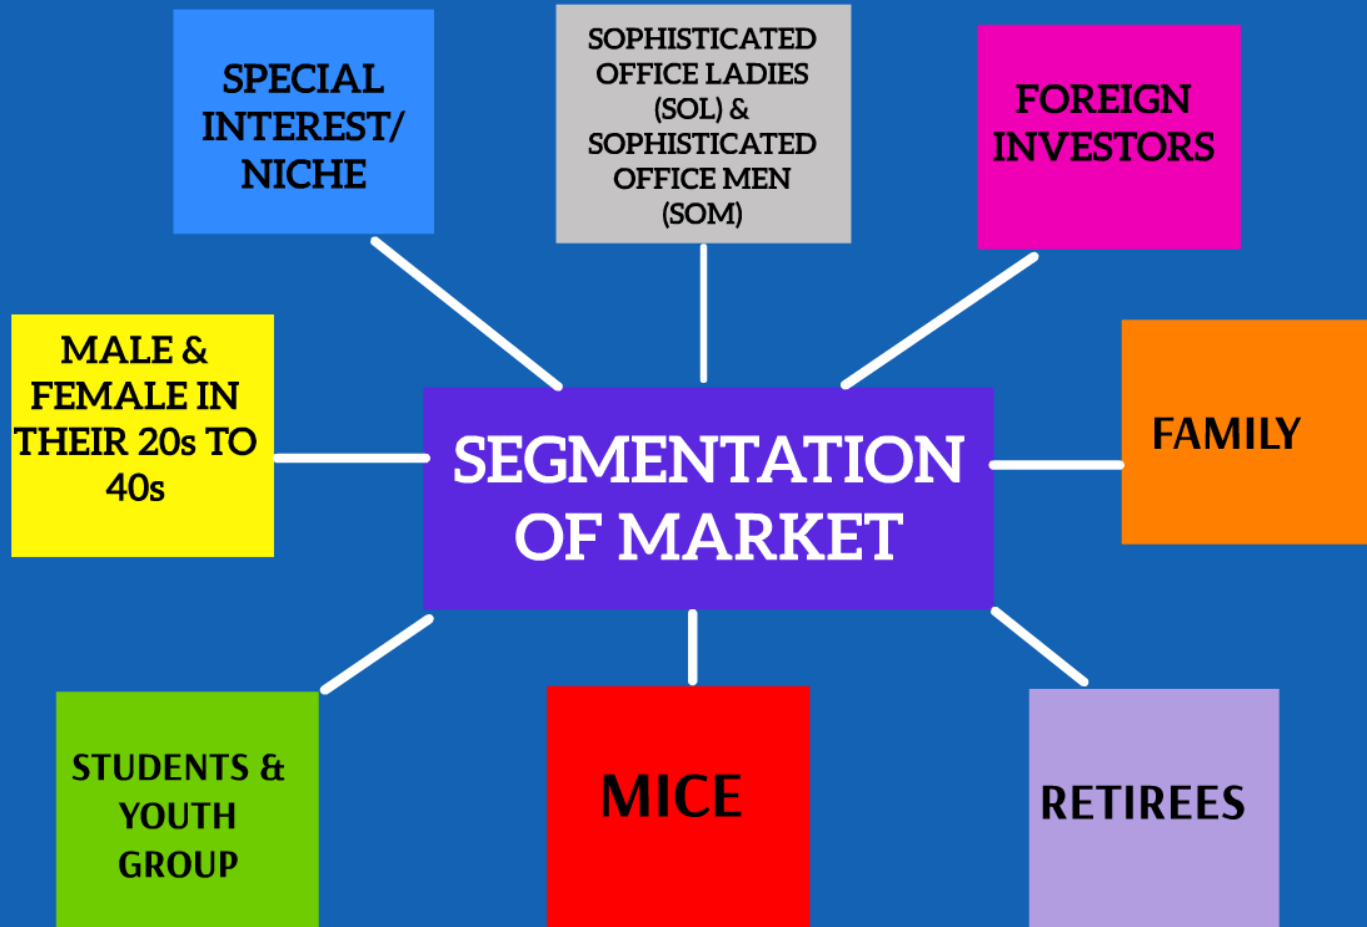 SPECIAL
INTEREST/
NICHE
SOPHISTICATED
OFFICE LADIES
(SOL) &
SOPHISTICATED
OFFICE MEN
(SOM)
FOREIGN
INVESTORS
MALE &
FEMALE IN
THEIR 20s TO
40s
SEGMENTATION
OF MARKET
FAMILY
STUDENTS &
YOUTH
GROUP
MICE
RETIREES